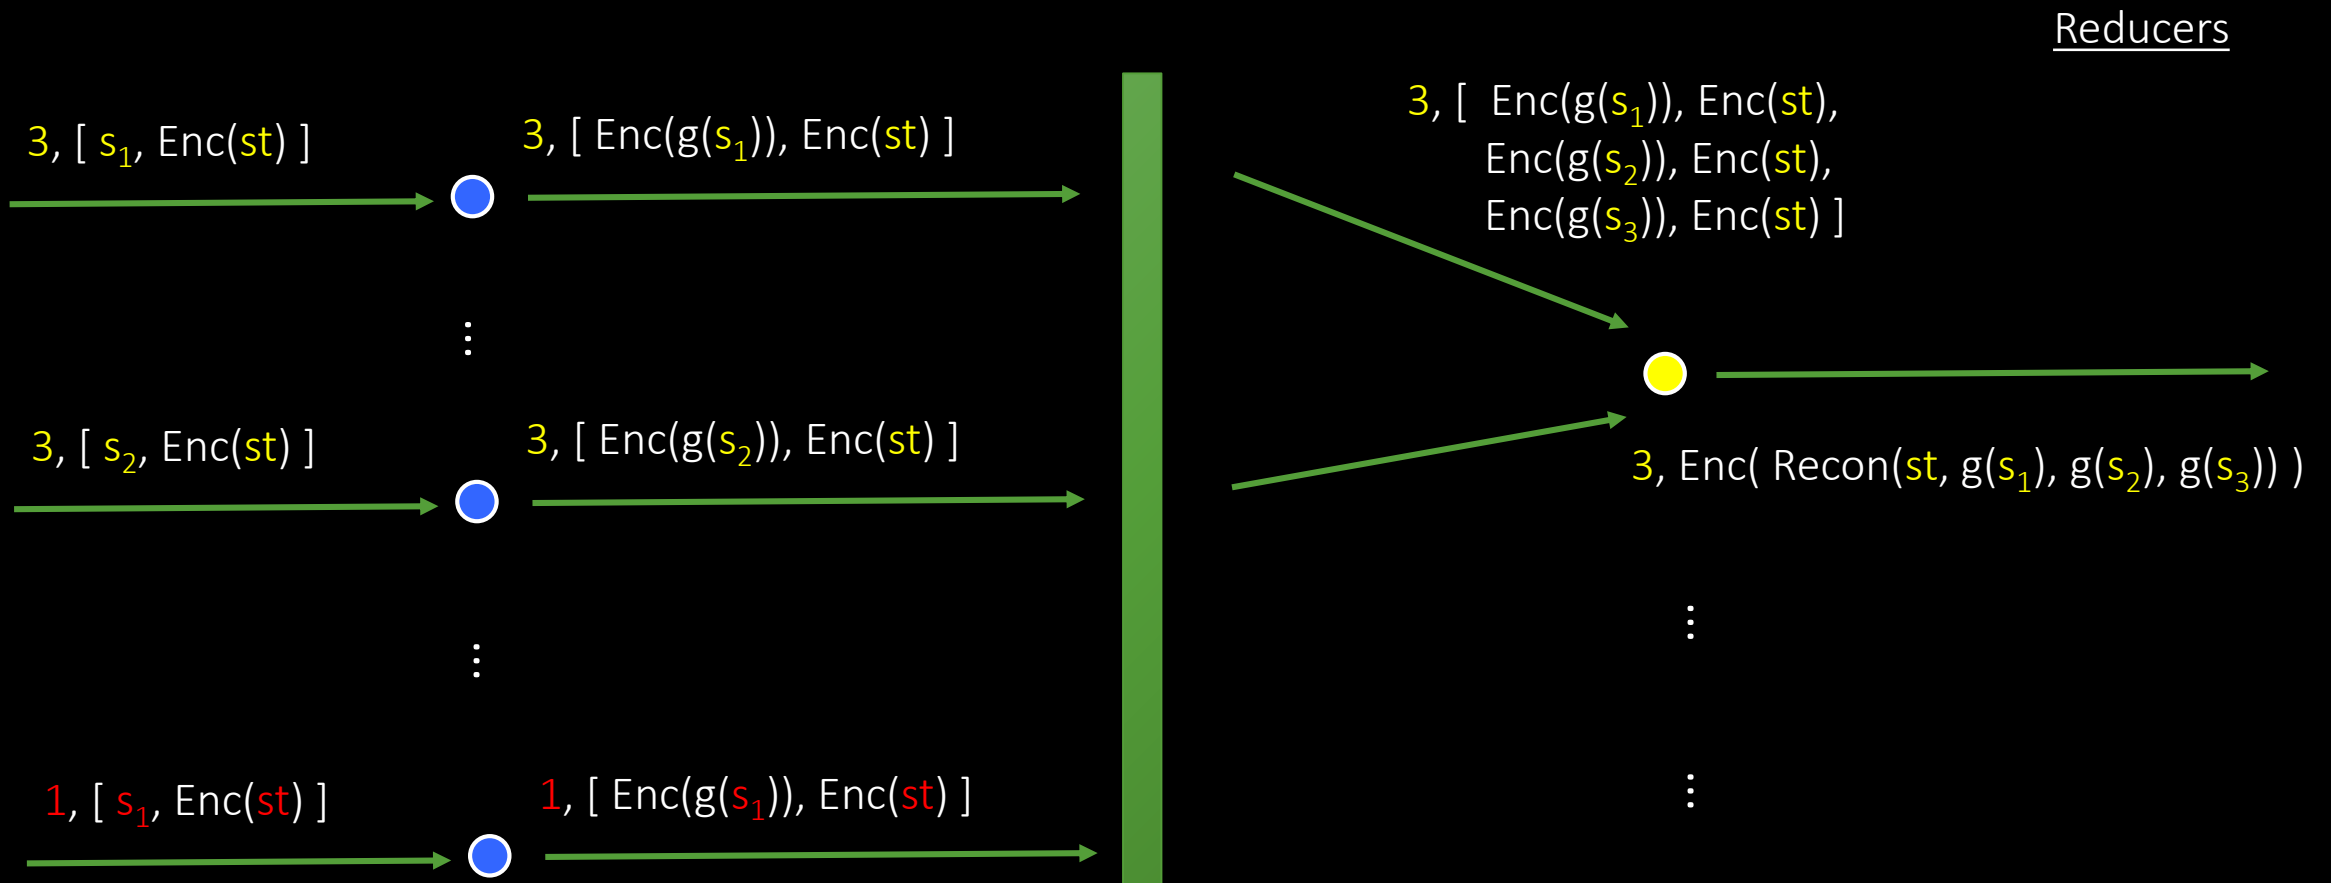 Reducers
3, [ s₁, Enc(st) ]
3, [ Enc(g(s₁)), Enc(st) ]
3, [ Enc(g(s₁)), Enc(st),
Enc(g(s₂)), Enc(st),
Enc(g(s₃)), Enc(st) ]
⋮
3, [ s₂, Enc(st) ]
3, [ Enc(g(s₂)), Enc(st) ]
3, Enc( Recon(st, g(s₁), g(s₂), g(s₃)) )
⋮
⋮
1, [ s₁, Enc(st) ]
1, [ Enc(g(s₁)), Enc(st) ]
⋮